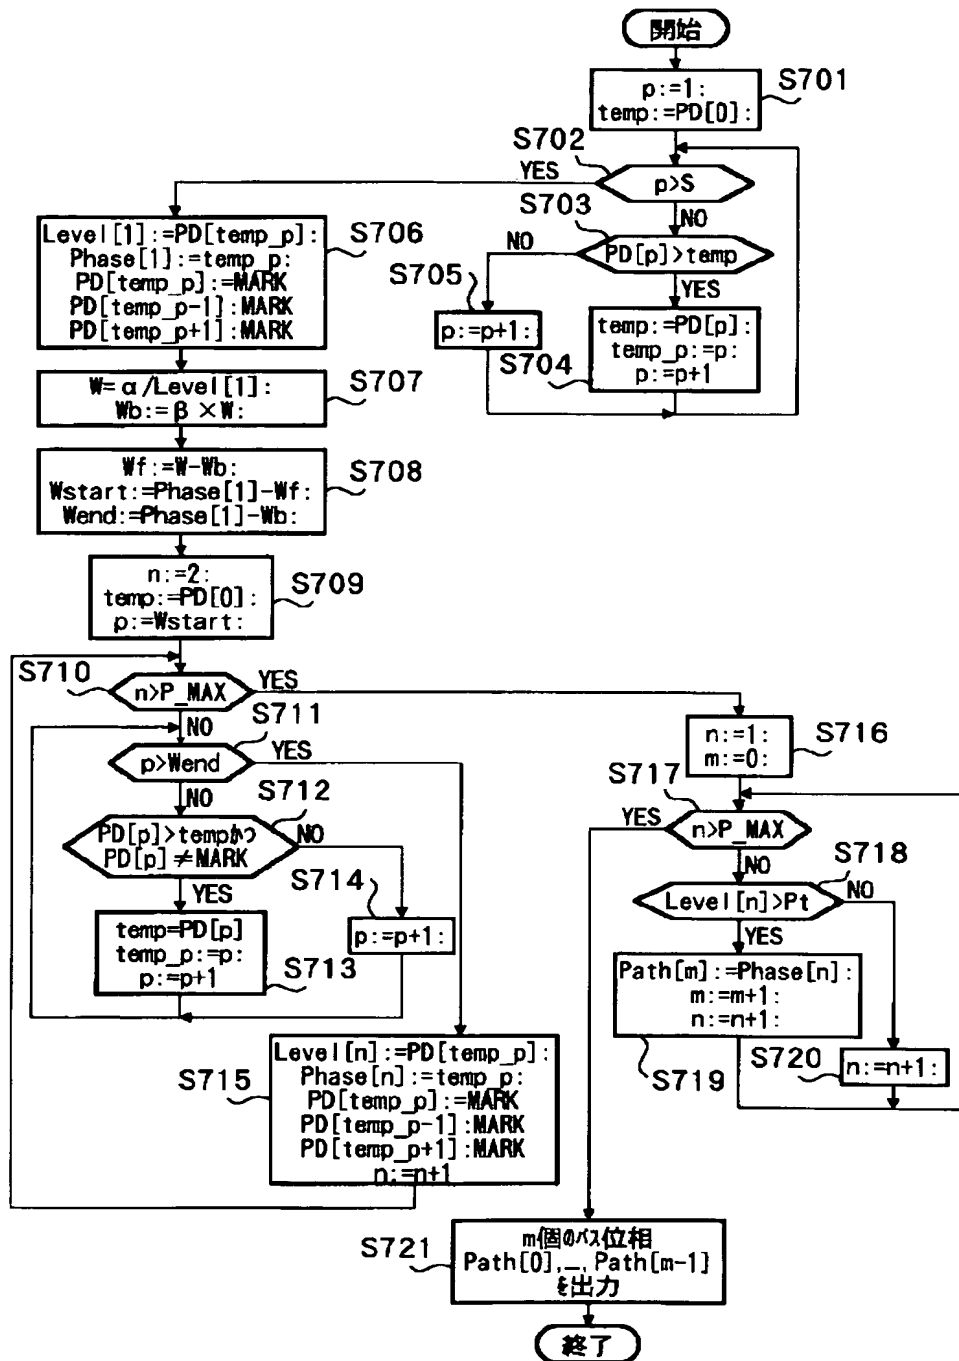 開始
S701
p:=1:
temp:=PD[0]:
S702
YES
p>S
NO
S703
NO
PD[p]>temp
YES
S705
p:=p+1:
S704
temp:=PD[p]:
temp_p:=p:
p:=p+1
S706
Level[1]:=PD[temp_p]:
Phase[1]:=temp_p:
PD[temp_p]:=MARK
PD[temp_p-1]:MARK
PD[temp_p+1]:MARK
S707
W=α/Level[1]:
Wb:=β×W:
S708
Wf:=W-Wb:
Wstart:=Phase[1]-Wf:
Wend:=Phase[1]-Wb:
S709
n:=2:
temp:=PD[0]:
p:=Wstart:
S710
n>P_MAX
YES
NO
S711
p>Wend
YES
NO
S712
PD[p]>tempかつ
PD[p]≠MARK
NO
YES
S714
p:=p+1:
temp=PD[p]
temp_p:=p:
p:=p+1
S713
S715
Level[n]:=PD[temp_p]:
Phase[n]:=temp_p:
PD[temp_p]:=MARK
PD[temp_p-1]:MARK
PD[temp_p+1]:MARK
n:=n+1
S716
n:=1:
m:=0:
S717
YES
n>P_MAX
NO
S718
Level[n]>Pt
NO
YES
Path[m]:=Phase[n]:
m:=m+1:
n:=n+1:
S719
S720
n:=n+1:
S721
m個のパス位相
Path[0],…,Path[m-1]
を出力
終了